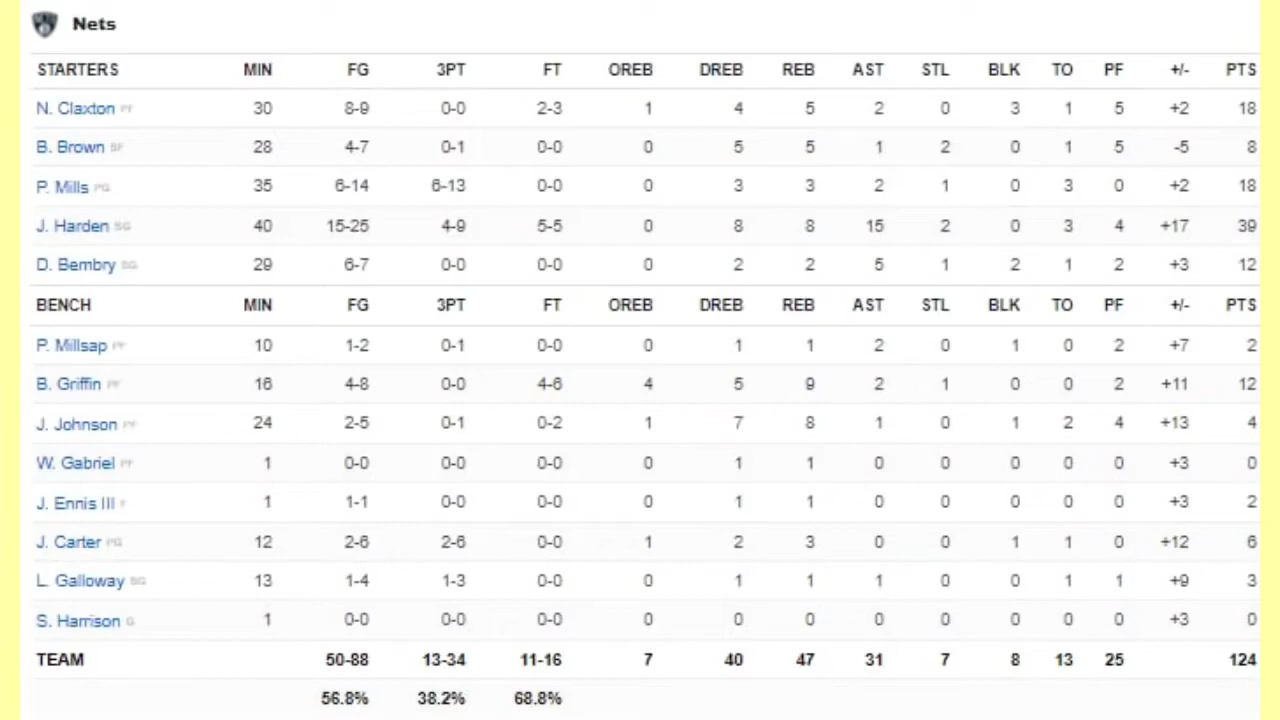 Nets
STARTERS MIN FG 3PT FT OREB DREB REB AST STL BLK TO PF +/- PTS
N. Claxton PF 30 8-9 0-0 2-3 1 4 5 2 0 3 1 5 +2 18
B. Brown SF 28 4-7 0-1 0-0 0 5 5 1 2 0 1 5 -5 8
P. Mills PG 35 6-14 6-13 0-0 0 3 3 2 1 0 3 0 +2 18
J. Harden SG 40 15-25 4-9 5-5 0 8 8 15 2 0 3 4 +17 39
D. Bembry SG 29 6-7 0-0 0-0 0 2 2 5 1 2 1 2 +3 12
BENCH MIN FG 3PT FT OREB DREB REB AST STL BLK TO PF +/- PTS
P. Millsap PF 10 1-2 0-1 0-0 0 1 1 2 0 1 0 2 +7 2
B. Griffin PF 16 4-8 0-0 4-6 4 5 9 2 1 0 0 2 +11 12
J. Johnson PF 24 2-5 0-1 0-2 1 7 8 1 0 1 2 4 +13 4
W. Gabriel PF 1 0-0 0-0 0-0 0 1 1 0 0 0 0 0 +3 0
J. Ennis III F 1 1-1 0-0 0-0 0 1 1 0 0 0 0 0 +3 2
J. Carter PG 12 2-6 2-6 0-0 1 2 3 0 0 1 1 0 +12 6
L. Galloway SG 13 1-4 1-3 0-0 0 1 1 1 0 0 1 1 +9 3
S. Harrison G 1 0-0 0-0 0-0 0 0 0 0 0 0 0 0 +3 0
TEAM 50-88 13-34 11-16 7 40 47 31 7 8 13 25 124
56.8% 38.2% 68.8%